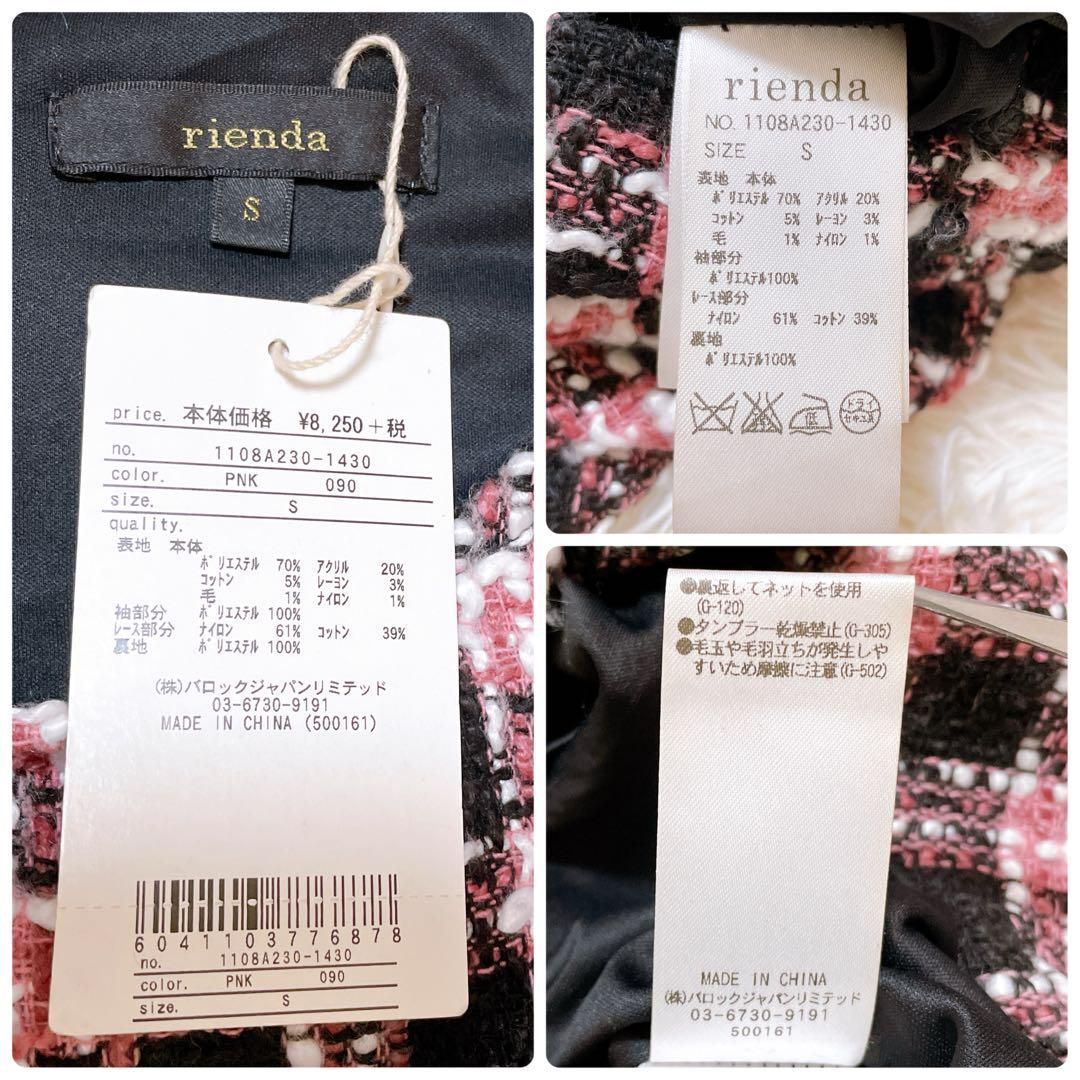 rienda
S
price. 本体価格 ¥8,250+税
no. 1108A230-1430
color. PNK 090
size. S
quality.
表地 本体
ﾎﾟﾘｴｽﾃﾙ 70% ｱｸﾘﾙ 20%
ｺｯﾄﾝ 5% ﾚｰﾖﾝ 3%
毛 1% ﾅｲﾛﾝ 1%
袖部分 ﾎﾟﾘｴｽﾃﾙ 100%
ﾚｰｽ部分 ﾅｲﾛﾝ 61% ｺｯﾄﾝ 39%
裏地 ﾎﾟﾘｴｽﾃﾙ 100%
(株)バロックジャパンリミテッド
03-6730-9191
MADE IN CHINA (500161)
6041103776878
no. 1108A230-1430
color. PNK 090
size. S
rienda
NO. 1108A230-1430
SIZE S
表地 本体
ﾎﾟﾘｴｽﾃﾙ 70% ｱｸﾘﾙ 20%
ｺｯﾄﾝ 5% ﾚｰﾖﾝ 3%
毛 1% ﾅｲﾛﾝ 1%
袖部分
ﾎﾟﾘｴｽﾃﾙ100%
ﾚｰｽ部分
ﾅｲﾛﾝ 61% ｺｯﾄﾝ 39%
裏地
ﾎﾟﾘｴｽﾃﾙ100%
低 ドライ
セキユ系
●裏返してネットを使用
(G-120)
●タンブラー乾燥禁止(G-305)
●毛玉や毛羽立ちが発生しや
すいため摩擦に注意(G-502)
MADE IN CHINA
(株)バロックジャパンリミテッド
03-6730-9191
500161